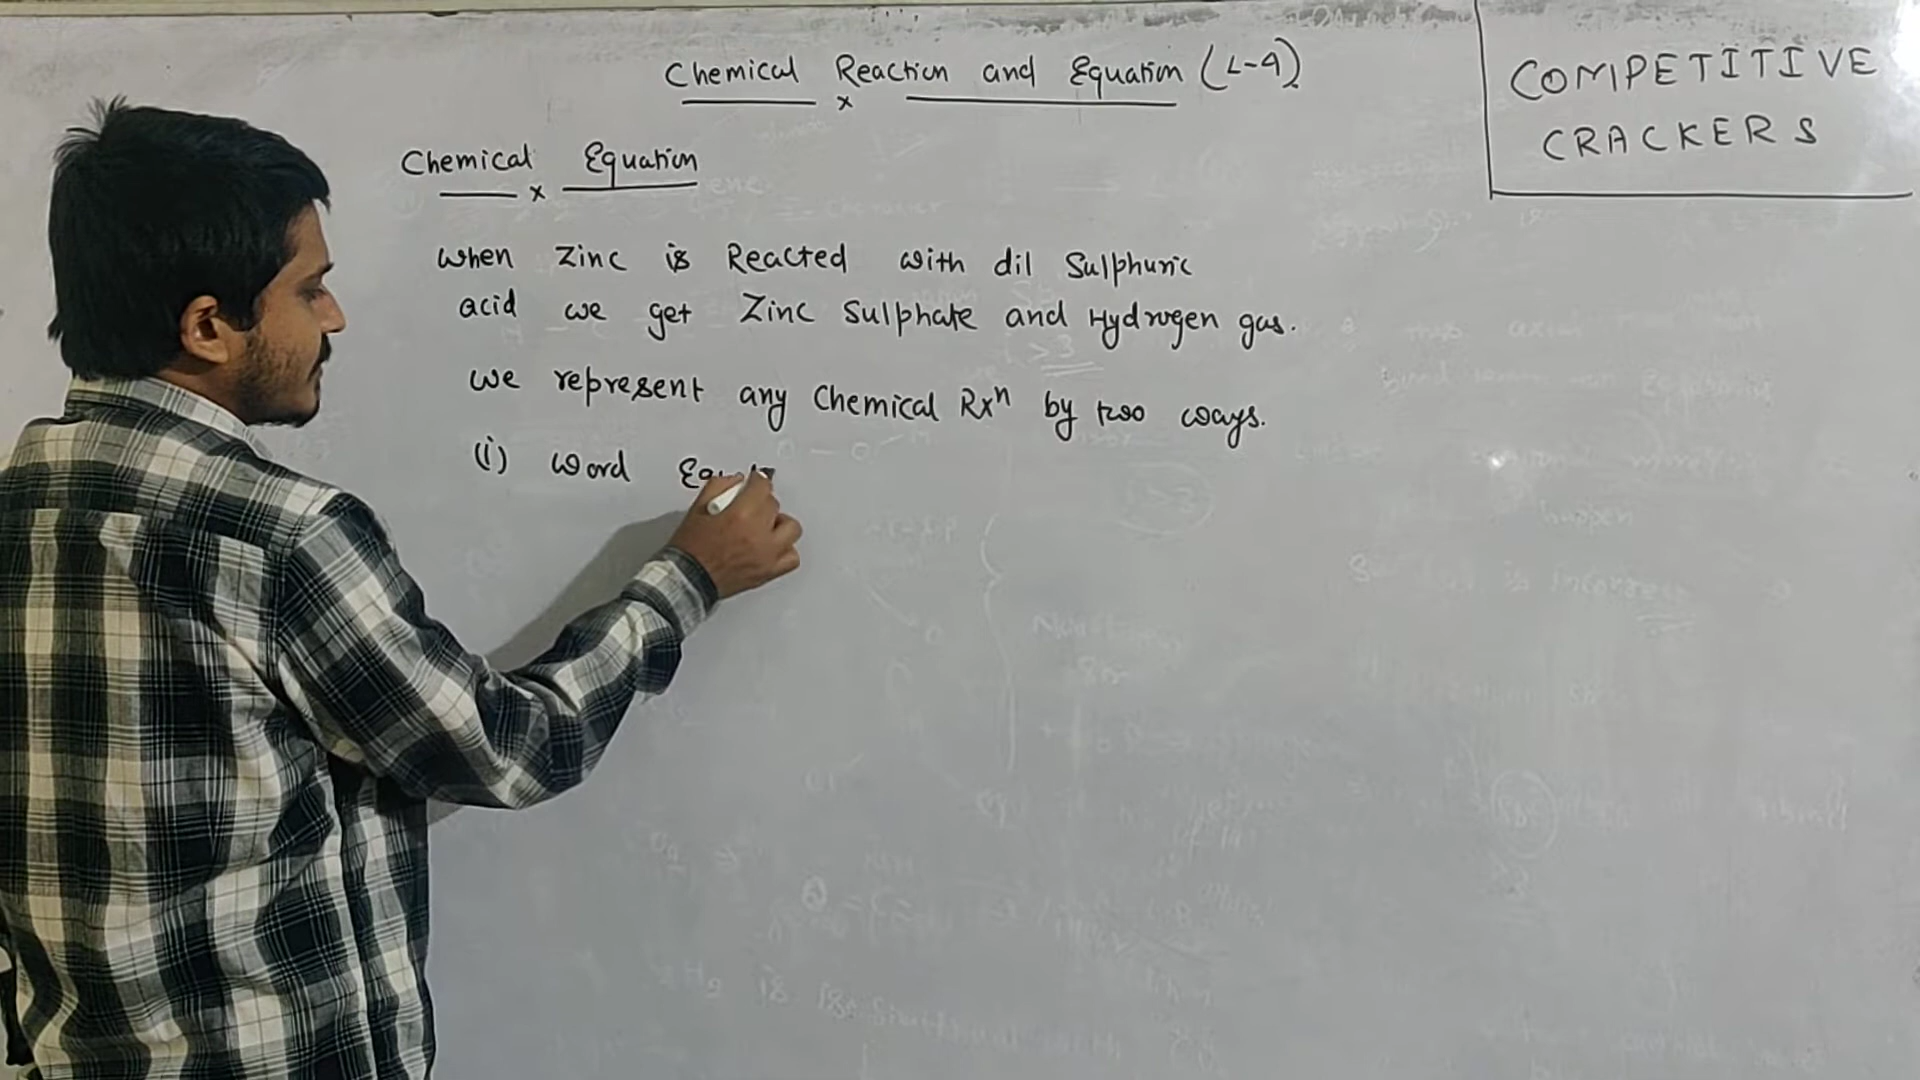 Chemical Reaction and Equation (L-4)
COMPETITIVE
CRACKERS
Chemical Equation
When Zinc is Reacted with dil Sulphuric
acid we get Zinc Sulphate and Hydrogen gas.
we represent any Chemical Rxⁿ by two ways.
(i) Word